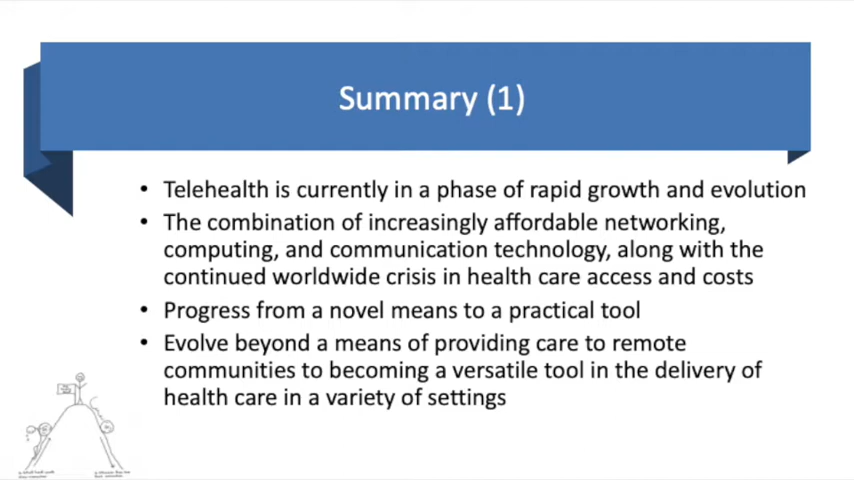 Summary (1)
• Telehealth is currently in a phase of rapid growth and evolution
• The combination of increasingly affordable networking,
computing, and communication technology, along with the
continued worldwide crisis in health care access and costs
• Progress from a novel means to a practical tool
• Evolve beyond a means of providing care to remote
communities to becoming a versatile tool in the delivery of
health care in a variety of settings